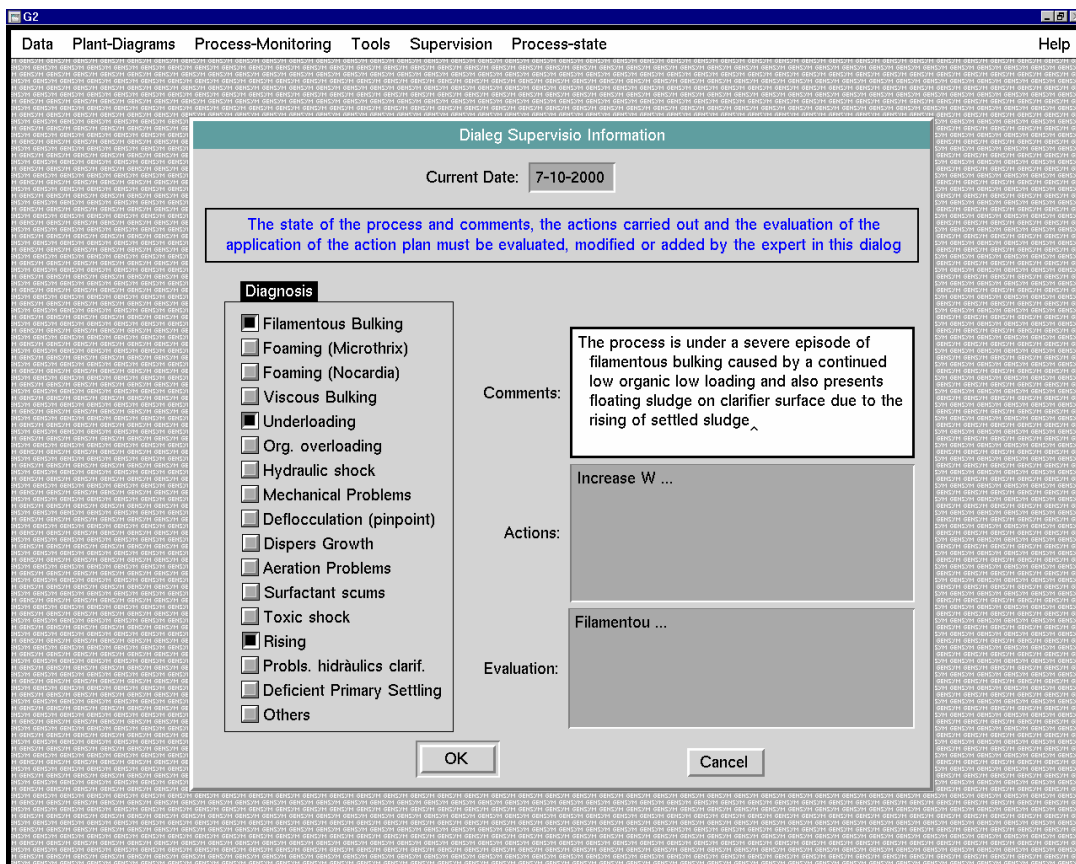 G2
Data Plant-Diagrams Process-Monitoring Tools Supervision Process-state Help
Dialeg Supervisio Information
Current Date: 7-10-2000
The state of the process and comments, the actions carried out and the evaluation of the
application of the action plan must be evaluated, modified or added by the expert in this dialog
Diagnosis
Filamentous Bulking
Foaming (Microthrix)
Foaming (Nocardia)
Viscous Bulking
Underloading
Org. overloading
Hydraulic shock
Mechanical Problems
Deflocculation (pinpoint)
Dispers Growth
Aeration Problems
Surfactant scums
Toxic shock
Rising
Probls. hidràulics clarif.
Deficient Primary Settling
Others
Comments:
The process is under a severe episode of
filamentous bulking caused by a continued
low organic low loading and also presents
floating sludge on clarifier surface due to the
rising of settled sludge^
Actions:
Increase W ...
Evaluation:
Filamentou ...
OK
Cancel